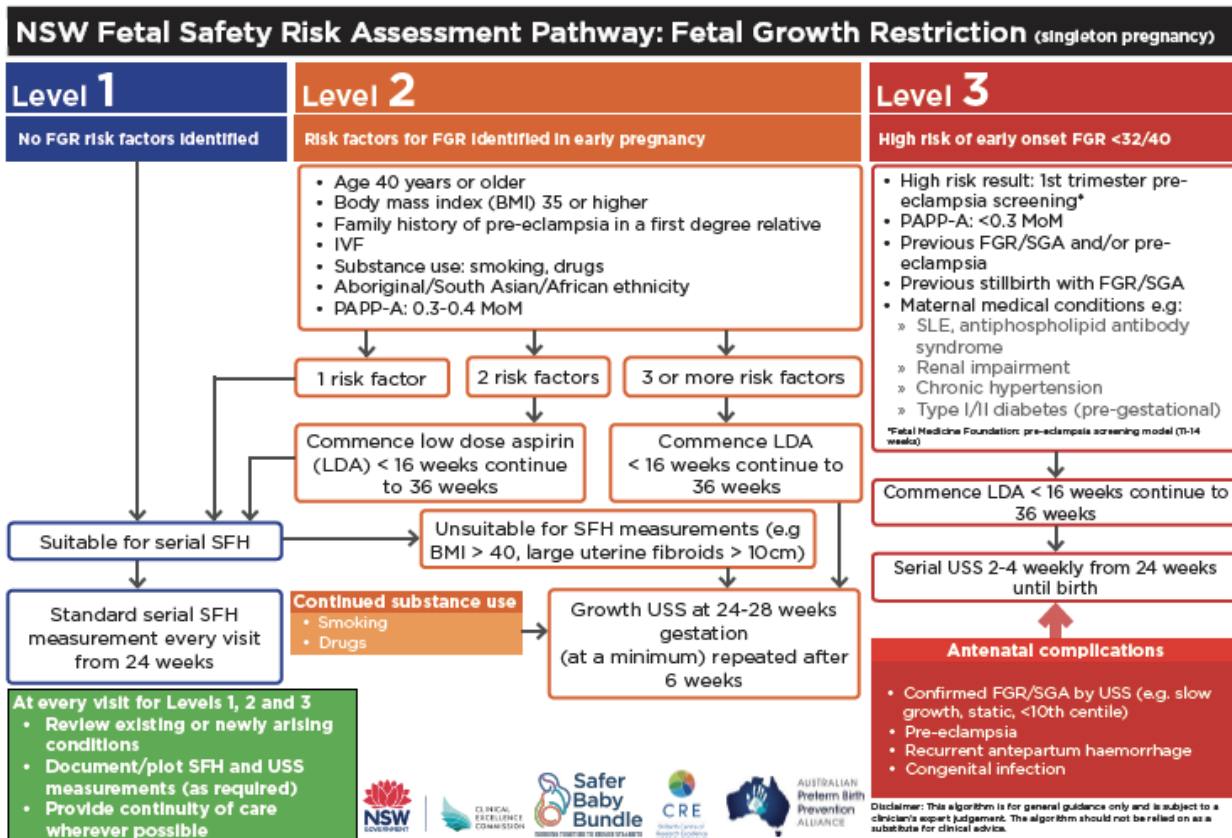 NSW Fetal Safety Risk Assessment Pathway: Fetal Growth Restriction (singleton pregnancy)
Level 1
No FGR risk factors identified
Level 2
Risk factors for FGR identified in early pregnancy
Level 3
High risk of early onset FGR <32/40
• Age 40 years or older
• Body mass index (BMI) 35 or higher
• Family history of pre-eclampsia in a first degree relative
• IVF
• Substance use: smoking, drugs
• Aboriginal/South Asian/African ethnicity
• PAPP-A: 0.3-0.4 MoM
• High risk result: 1st trimester pre-
eclampsia screening*
• PAPP-A: <0.3 MoM
• Previous FGR/SGA and/or pre-
eclampsia
• Previous stillbirth with FGR/SGA
• Maternal medical conditions e.g:
» SLE, antiphospholipid antibody
syndrome
» Renal impairment
» Chronic hypertension
» Type I/II diabetes (pre-gestational)
*Fetal Medicine Foundation: pre-eclampsia screening model (11-14
weeks)
1 risk factor
2 risk factors
3 or more risk factors
Commence low dose aspirin
(LDA) < 16 weeks continue
to 36 weeks
Commence LDA
< 16 weeks continue to
36 weeks
Commence LDA < 16 weeks continue to
36 weeks
Suitable for serial SFH
Unsuitable for SFH measurements (e.g
BMI > 40, large uterine fibroids > 10cm)
Serial USS 2-4 weekly from 24 weeks
until birth
Standard serial SFH
measurement every visit
from 24 weeks
Continued substance use
• Smoking
• Drugs
Growth USS at 24-28 weeks
gestation
(at a minimum) repeated after
6 weeks
Antenatal complications
• Confirmed FGR/SGA by USS (e.g. slow
growth, static, <10th centile)
• Pre-eclampsia
• Recurrent antepartum haemorrhage
• Congenital infection
At every visit for Levels 1, 2 and 3
• Review existing or newly arising
conditions
• Document/plot SFH and USS
measurements (as required)
• Provide continuity of care
wherever possible
NSW
GOVERNMENT
CLINICAL
EXCELLENCE
COMMISSION
Safer
Baby
Bundle
WORKING TOGETHER TO REDUCE STILLBIRTH
CRE
Stillbirth Centre of
Research Excellence
AUSTRALIAN
Preterm Birth
Prevention
ALLIANCE
Disclaimer: This algorithm is for general guidance only and is subject to a
clinician's expert judgement. The algorithm should not be relied on as a
substitute for clinical advice.